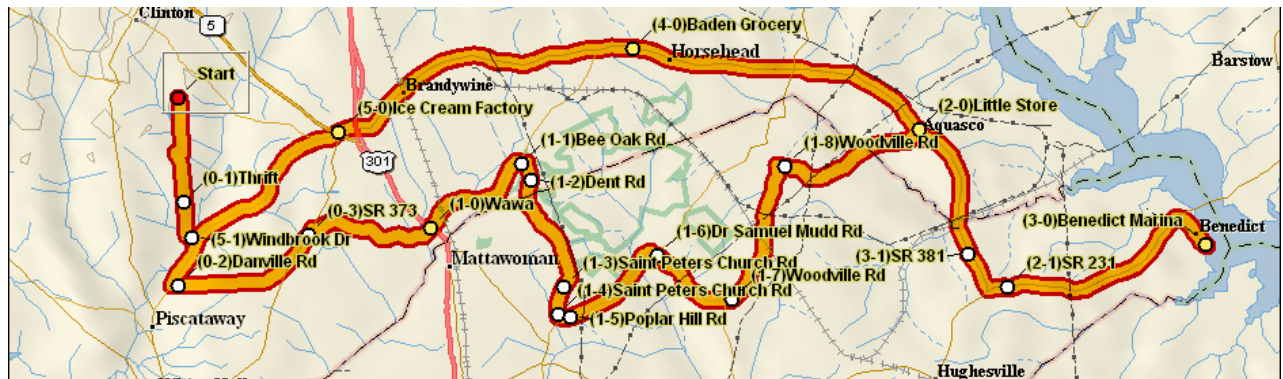 Clinton
5
(4-0)Baden Grocery
Horsehead
Barstow
Start
Brandywine
(5-0)Ice Cream Factory
(2-0)Little Store
Aquasco
(1-1)Bee Oak Rd
(1-8)Woodville Rd
301
(0-1)Thrift
(1-2)Dent Rd
(0-3)SR 373
(1-0)Wawa
(3-0)Benedict Marina
Benedict
(5-1)Windbrook Dr
(1-6)Dr Samuel Mudd Rd
(0-2)Danville Rd
Mattawoman
(1-3)Saint Peters Church Rd
(3-1)SR 381
(2-1)SR 231
(1-7)Woodville Rd
(1-4)Saint Peters Church Rd
Piscataway
(1-5)Poplar Hill Rd
Hughesville